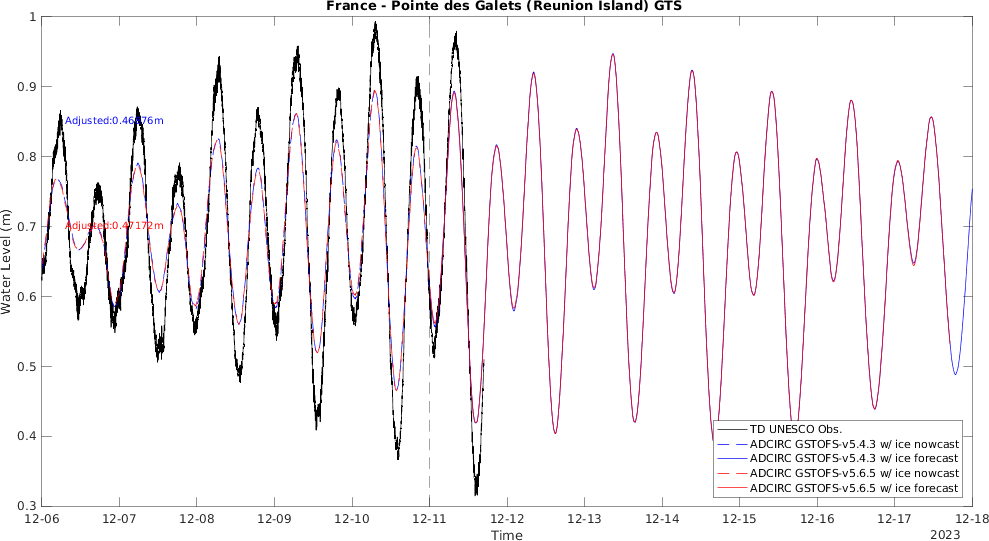 France - Pointe des Galets (Reunion Island) GTS
1
0.9
0.8
0.7
0.6
0.5
0.4
0.3
Water Level (m)
Adjusted:0.46676m
Adjusted:0.47172m
TD UNESCO Obs.
ADCIRC GSTOFS-v5.4.3 w/ ice nowcast
ADCIRC GSTOFS-v5.4.3 w/ ice forecast
ADCIRC GSTOFS-v5.6.5 w/ ice nowcast
ADCIRC GSTOFS-v5.6.5 w/ ice forecast
12-06 12-07 12-08 12-09 12-10 12-11 12-12 12-13 12-14 12-15 12-16 12-17 12-18
Time
2023